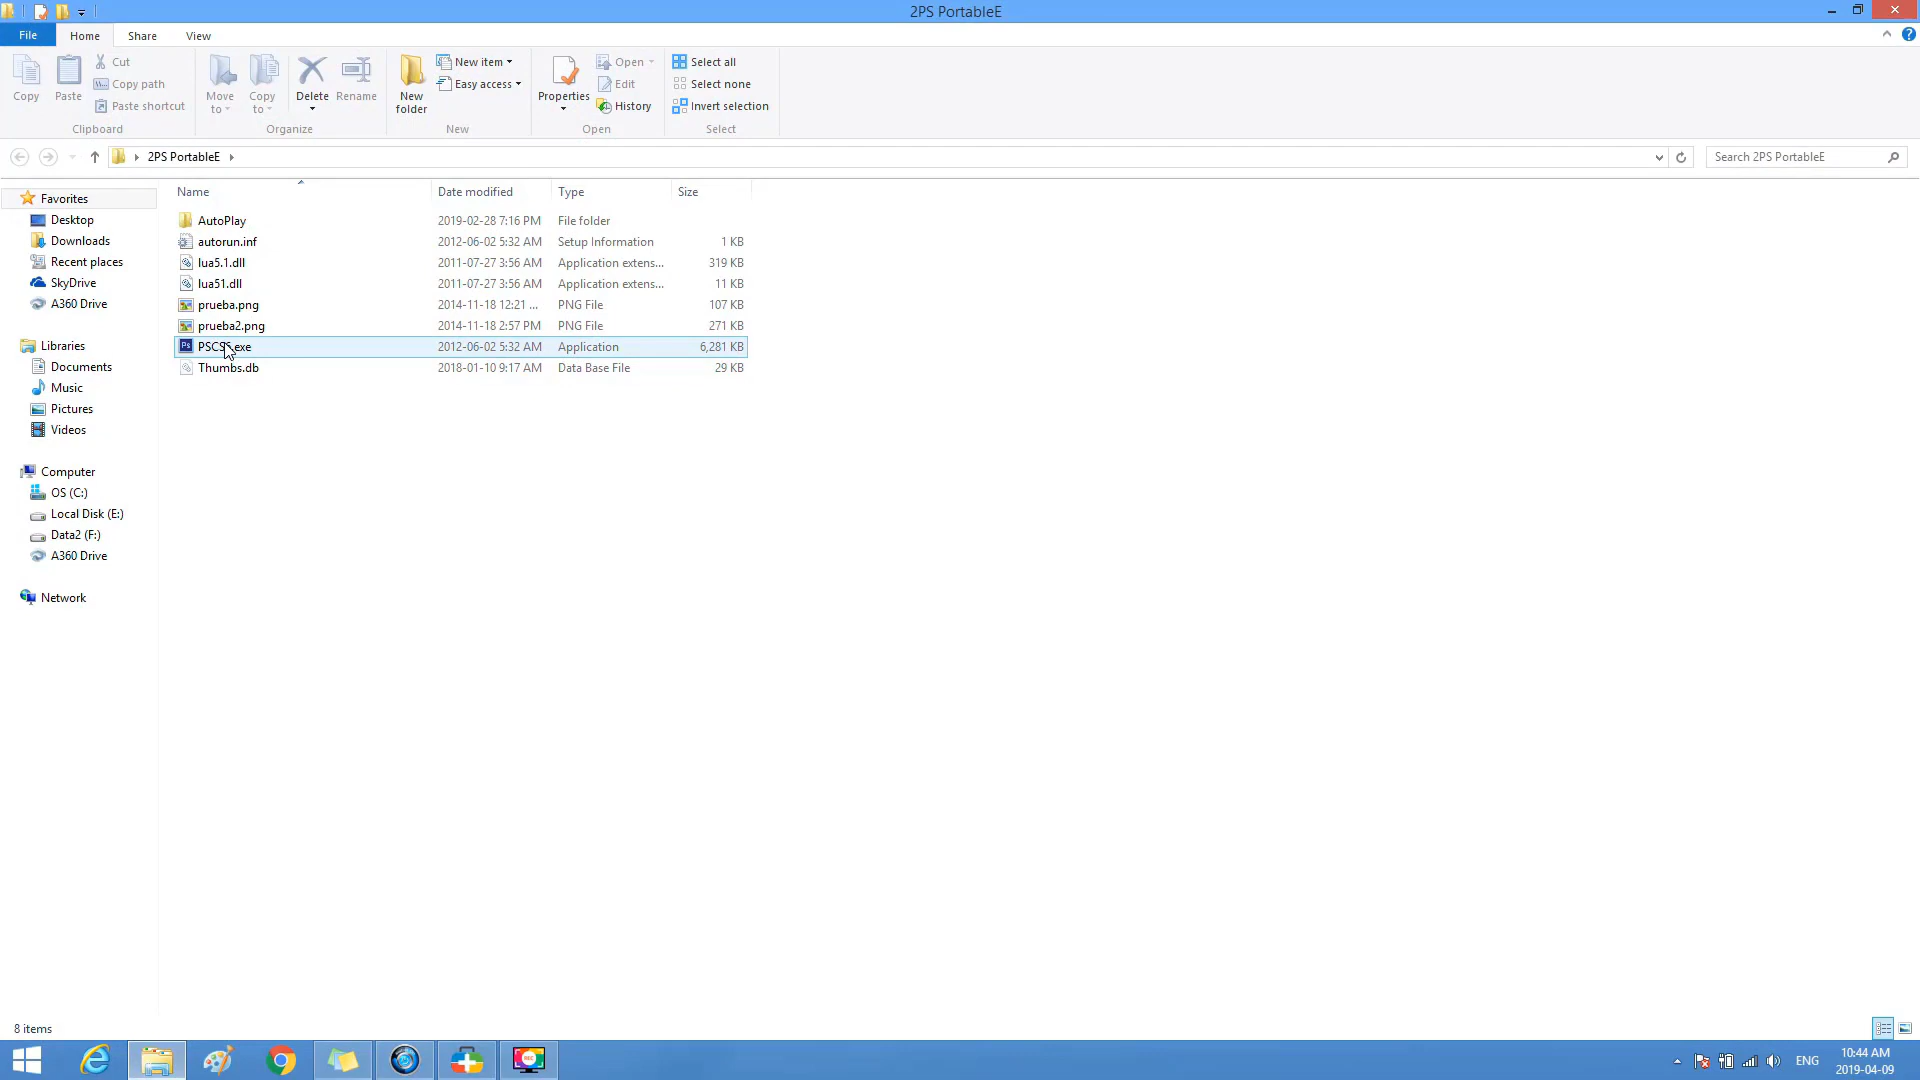 2PS PortableE
File Home Share View
Copy
Paste
Cut
Copy path
Paste shortcut
Clipboard
Move to
Copy to
Delete
Rename
Organize
New folder
New item
Easy access
New
Properties
Open
Edit
History
Open
Select all
Select none
Invert selection
Select
2PS PortableE
Search 2PS PortableE
Favorites
Desktop
Downloads
Recent places
SkyDrive
A360 Drive
Libraries
Documents
Music
Pictures
Videos
Computer
OS (C:)
Local Disk (E:)
Data2 (F:)
A360 Drive
Network
Name Date modified Type Size
AutoPlay 2019-02-28 7:16 PM File folder
autorun.inf 2012-06-02 5:32 AM Setup Information 1 KB
lua5.1.dll 2011-07-27 3:56 AM Application extens... 319 KB
lua51.dll 2011-07-27 3:56 AM Application extens... 11 KB
prueba.png 2014-11-18 12:21 ... PNG File 107 KB
prueba2.png 2014-11-18 2:57 PM PNG File 271 KB
Ps 2012-06-02 5:32 AM Application 6,281 KB
Thumbs.db 2018-01-10 9:17 AM Data Base File 29 KB
8 items
REC
ENG
10:44 AM
2019-04-09